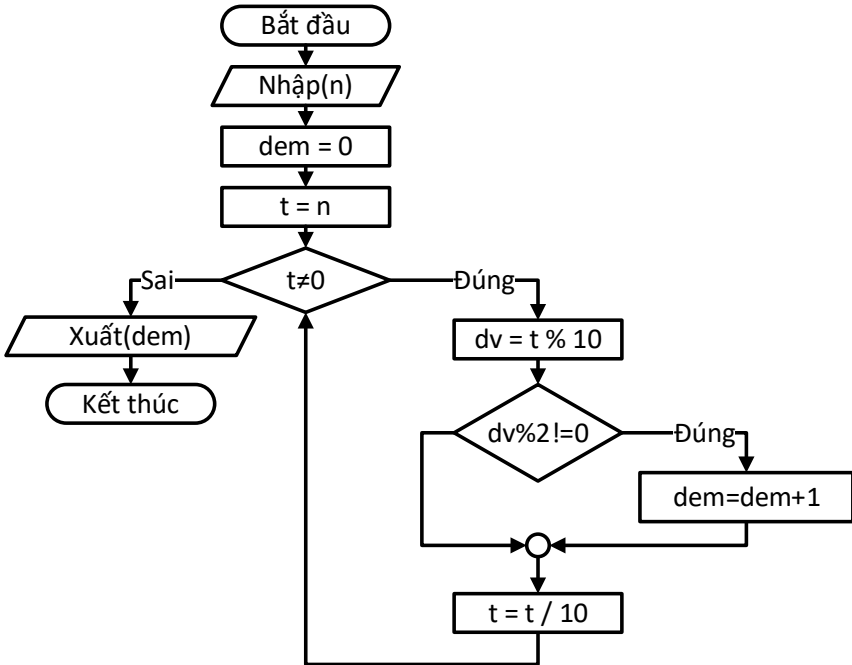 Bắt đầu
Nhập(n)
dem = 0
t = n
t≠0
Sai
Đúng
Xuất(dem)
Kết thúc
dv = t % 10
dv%2!=0
Đúng
dem=dem+1
t = t / 10